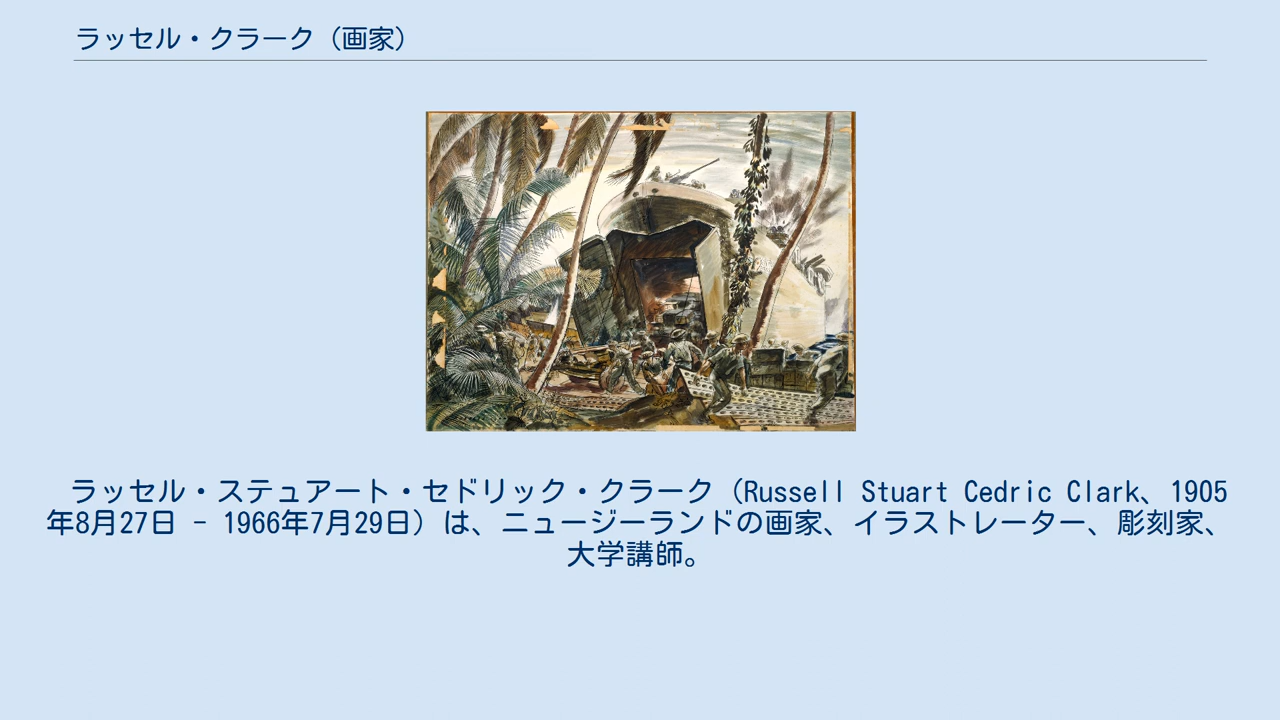 ラッセル・クラーク（画家）
ラッセル・ステュアート・セドリック・クラーク（Russell Stuart Cedric Clark、1905
年8月27日 - 1966年7月29日）は、ニュージーランドの画家、イラストレーター、彫刻家、
大学講師。